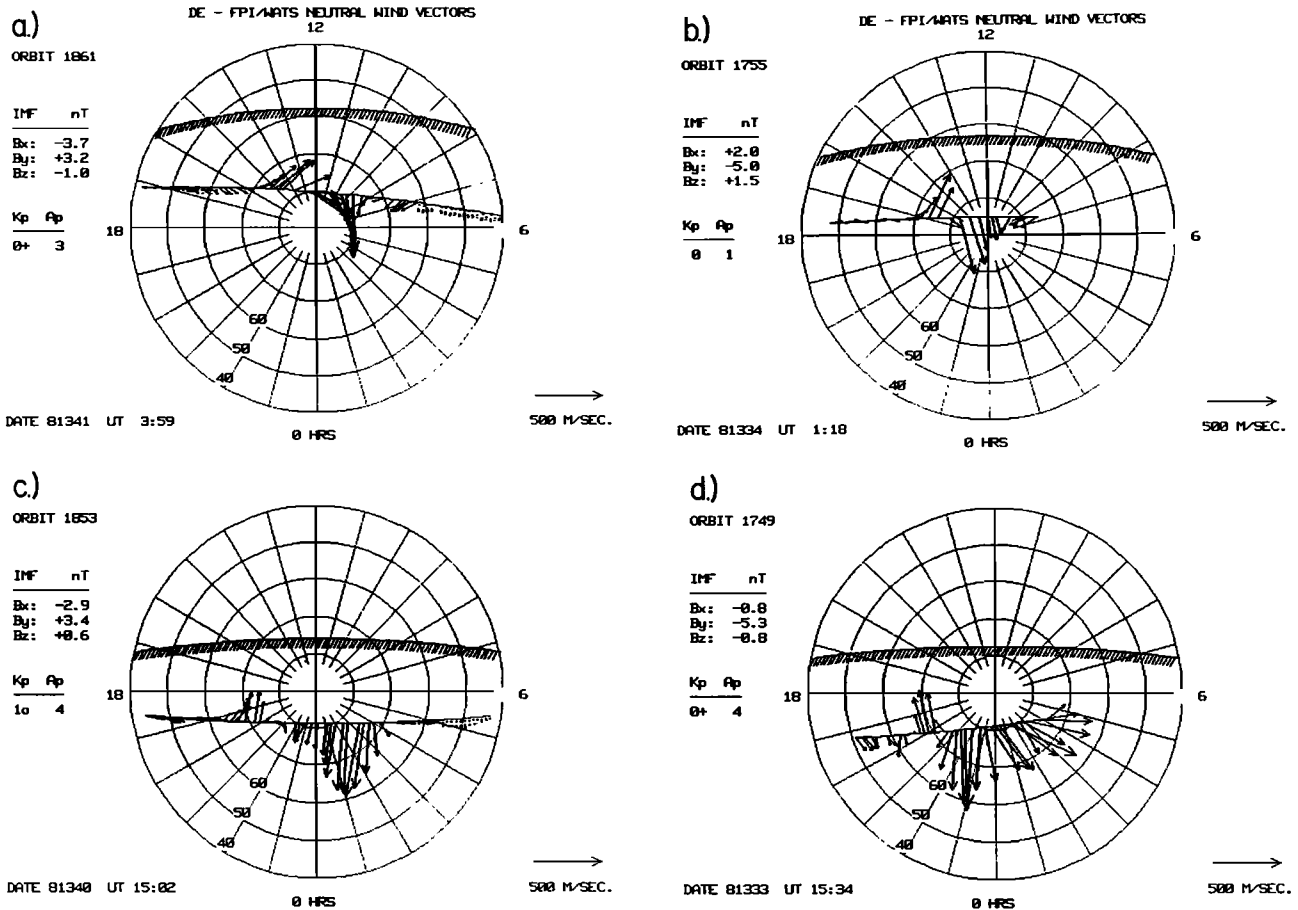 a.)
DE - FPI/WATS NEUTRAL WIND VECTORS
12
ORBIT 1861
IMF nT
Bx: -3.7
By: +3.2
Bz: -1.0
Kp Ap
0+ 3
18
6
60
50
40
DATE 81341 UT 3:59
0 HRS
500 M/SEC.
b.)
DE - FPI/WATS NEUTRAL WIND VECTORS
12
ORBIT 1755
IMF nT
Bx: +2.0
By: -5.0
Bz: +1.5
Kp Ap
0 1
18
6
60
50
40
DATE 81334 UT 1:18
0 HRS
500 M/SEC.
c.)
ORBIT 1853
IMF nT
Bx: -2.9
By: +3.4
Bz: +0.6
Kp Ap
1o 4
18
6
60
50
40
DATE 81340 UT 15:02
0 HRS
500 M/SEC.
d.)
ORBIT 1749
IMF nT
Bx: -0.8
By: -5.3
Bz: -0.8
Kp Ap
0+ 4
18
6
60
50
40
DATE 81333 UT 15:34
0 HRS
500 M/SEC.